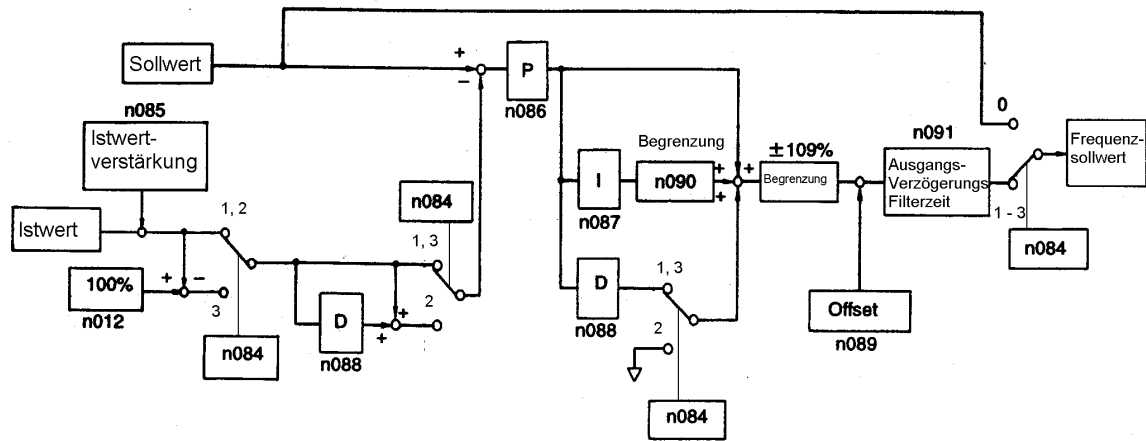 Sollwert
+
−
P
n086
0
n085
Istwert-
verstärkung
Begrenzung
± 109%
n091
Frequenz-
sollwert
Istwert
1, 2
n084
1, 3
I
n087
n090
+
+
+
+
Begrenzung
Ausgangs-
Verzögerungs
Filterzeit
1 - 3
n084
100%
n012
+
−
3
n084
D
n088
+
+
2
D
n088
1, 3
2
n084
Offset
n089